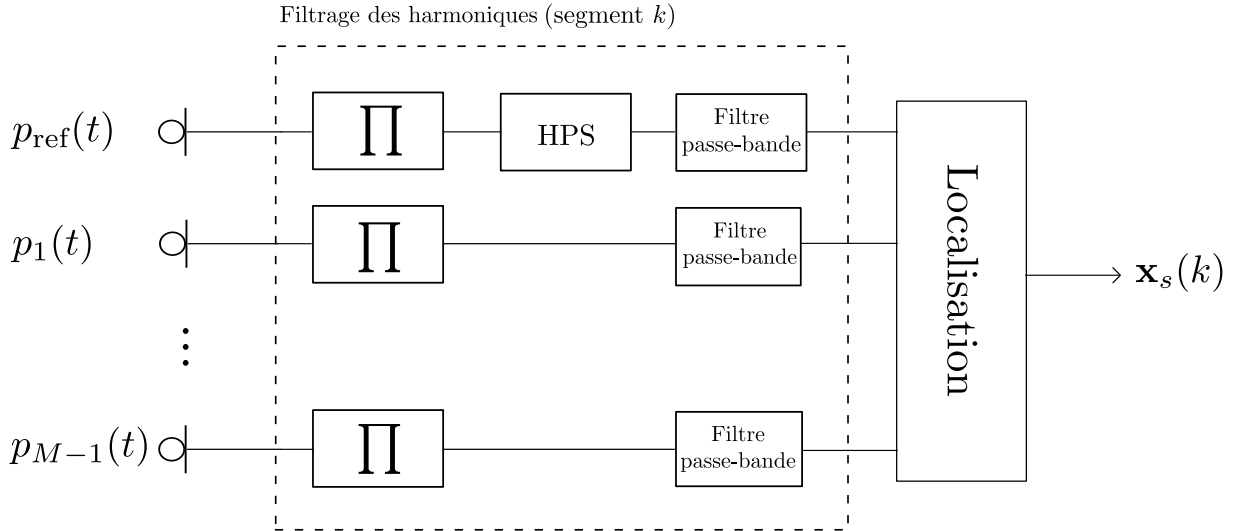 Filtrage des harmoniques (segment k)
p_ref(t)
∏
HPS
Filtre
passe-bande
p_1(t)
∏
Filtre
passe-bande
⋮
p_{M−1}(t)
∏
Filtre
passe-bande
Localisation
x_s(k)